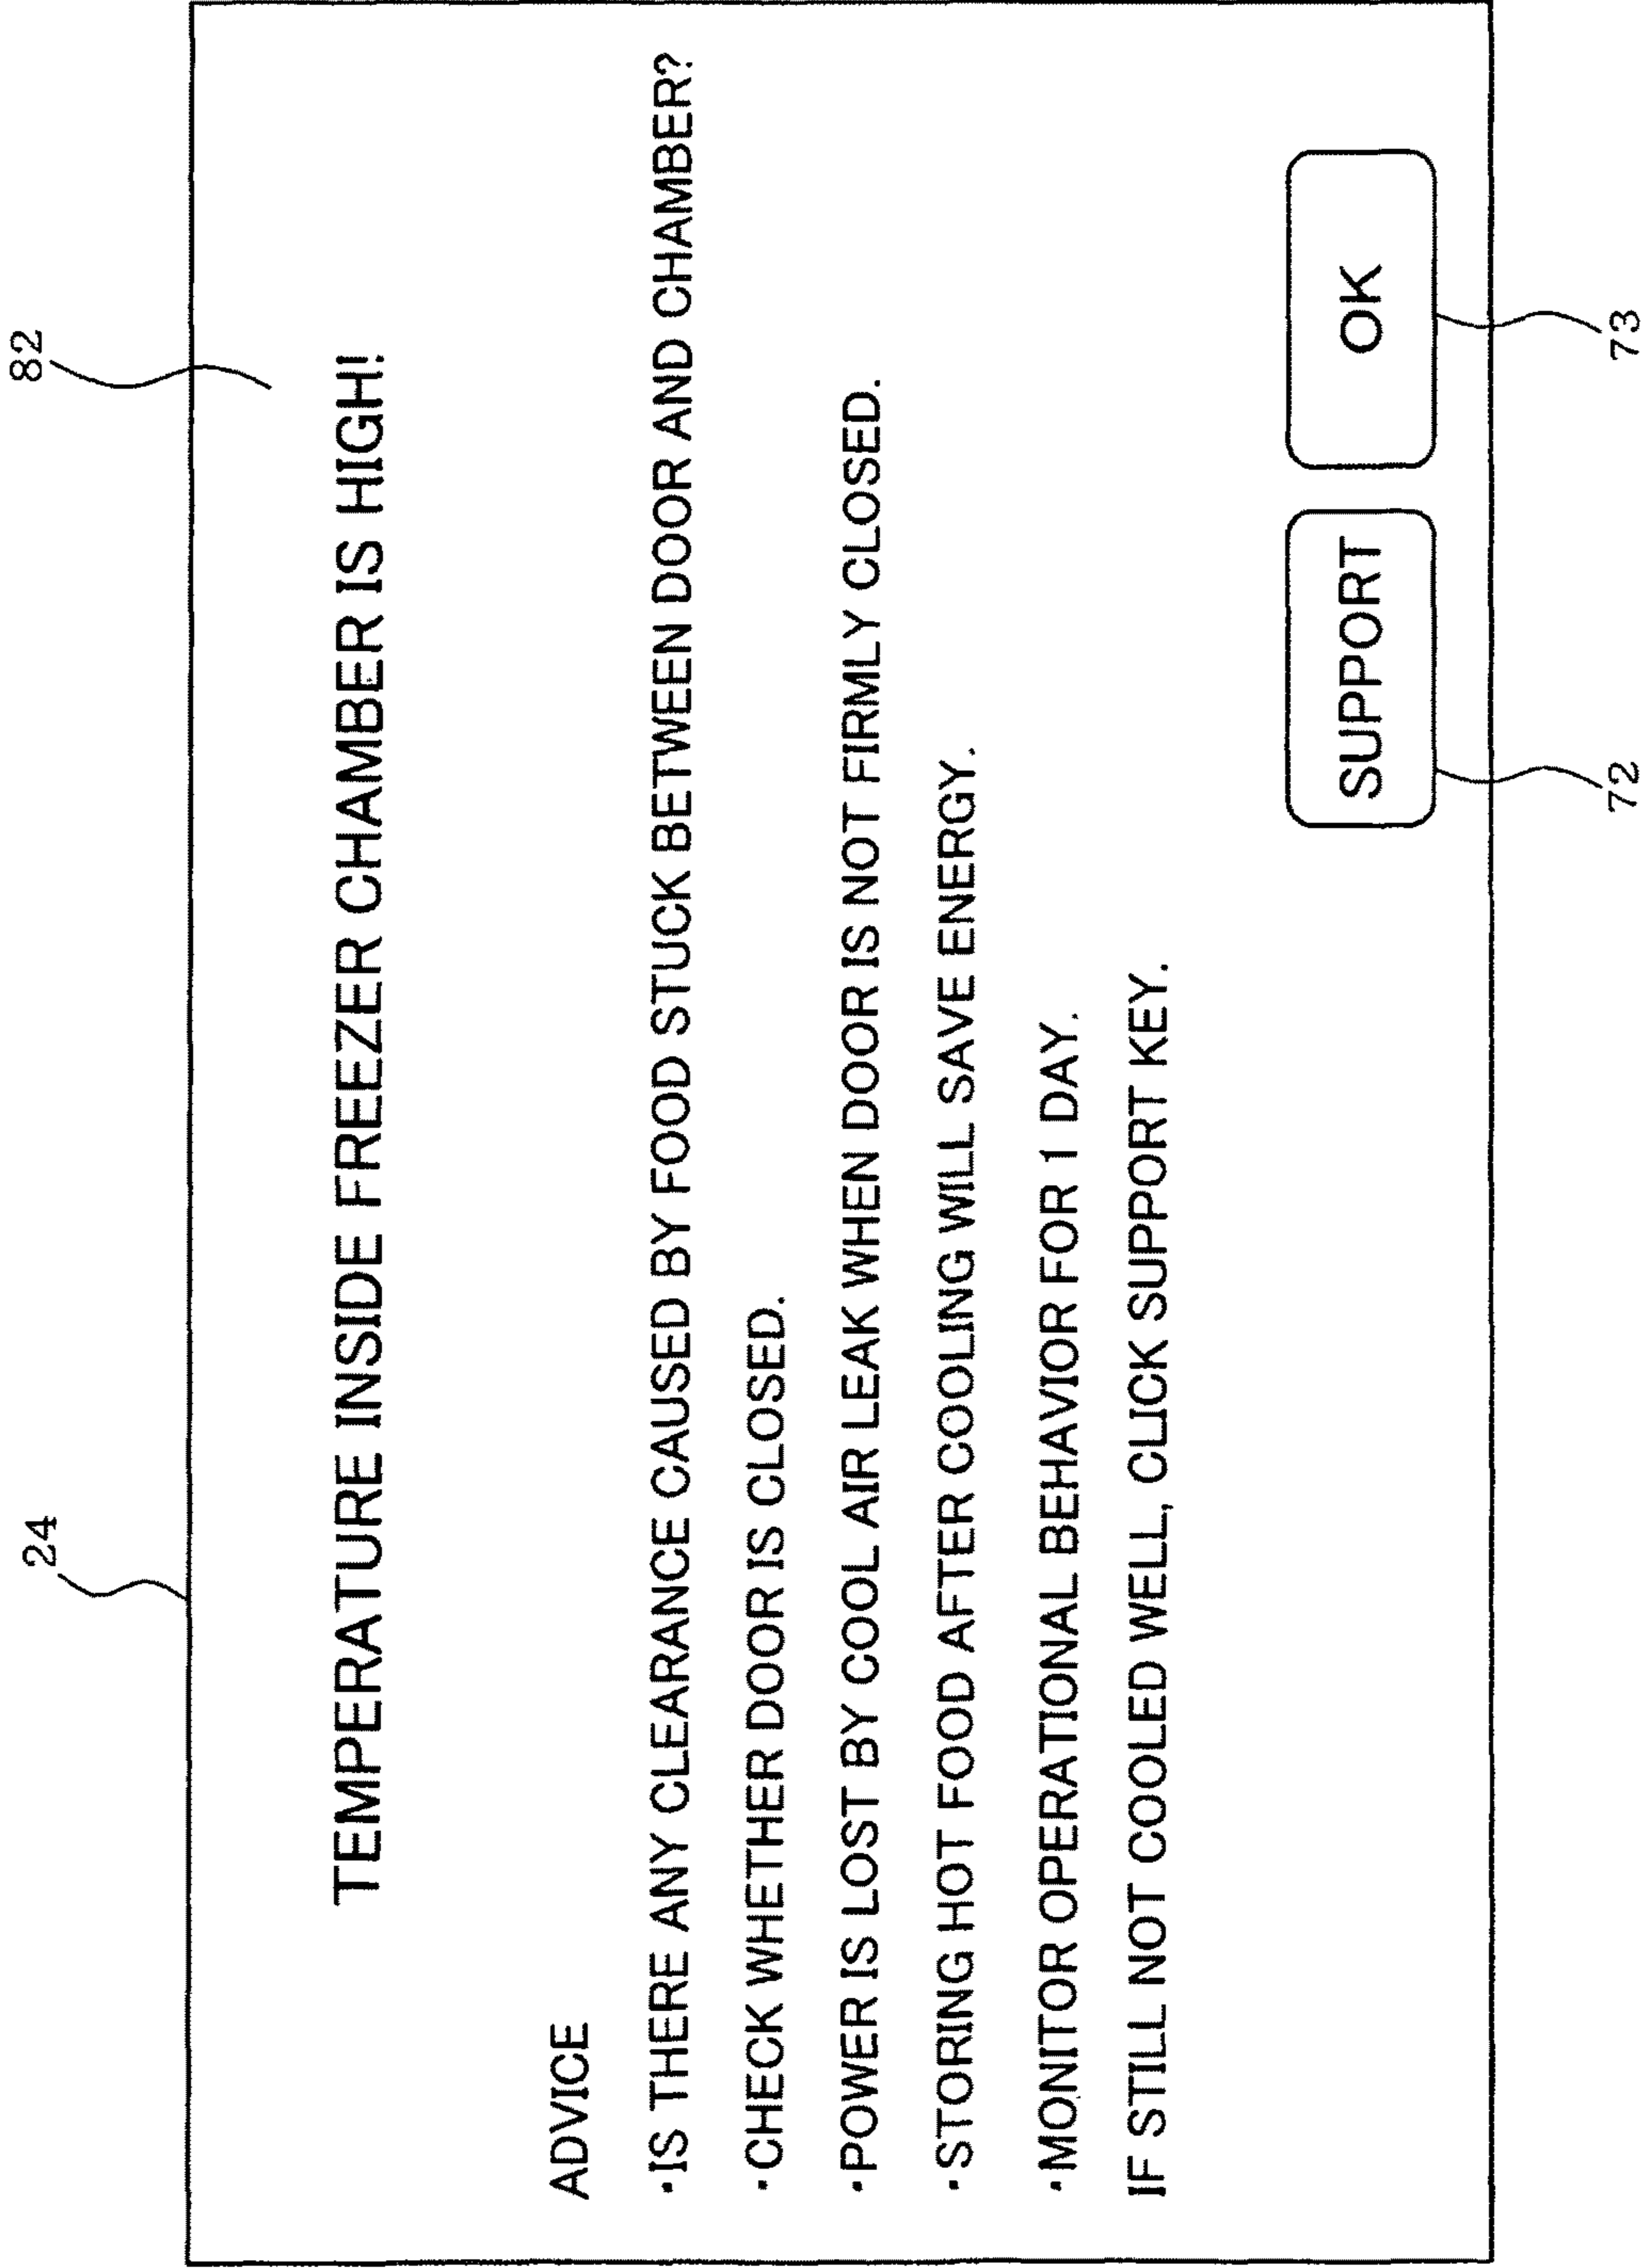 24
82
TEMPERATURE INSIDE FREEZER CHAMBER IS HIGH!
ADVICE
·IS THERE ANY CLEARANCE CAUSED BY FOOD STUCK BETWEEN DOOR AND CHAMBER?
·CHECK WHETHER DOOR IS CLOSED.
·POWER IS LOST BY COOL AIR LEAK WHEN DOOR IS NOT FIRMLY CLOSED.
·STORING HOT FOOD AFTER COOLING WILL SAVE ENERGY.
·MONITOR OPERATIONAL BEHAVIOR FOR 1 DAY.
IF STILL NOT COOLED WELL, CLICK SUPPORT KEY.
SUPPORT
OK
72
73